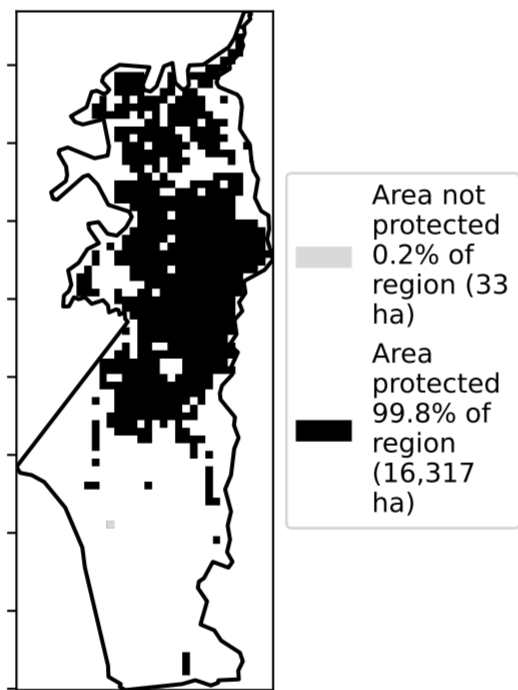 Area not
protected
0.2% of
region (33
ha)
Area
protected
99.8% of
region
(16,317
ha)